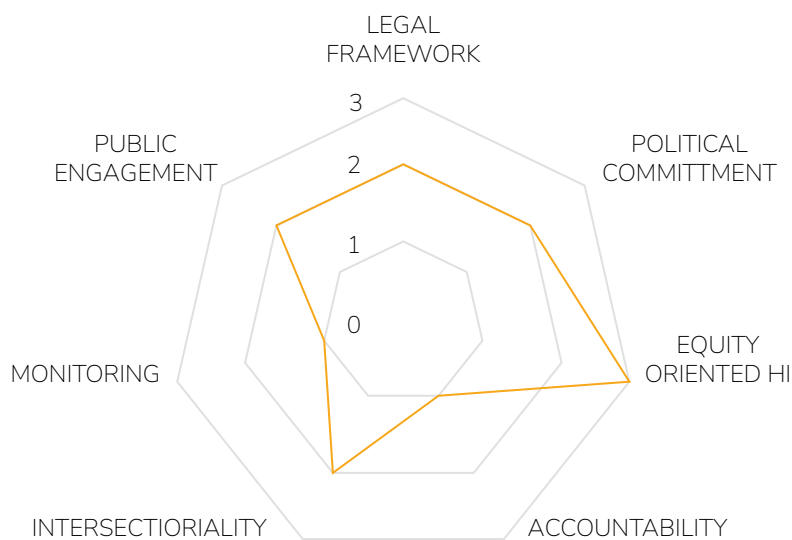 LEGAL
FRAMEWORK
3
PUBLIC
ENGAGEMENT
POLITICAL
COMMITTMENT
2
1
0
EQUITY
ORIENTED HI
MONITORING
INTERSECTIORIALITY
ACCOUNTABILITY